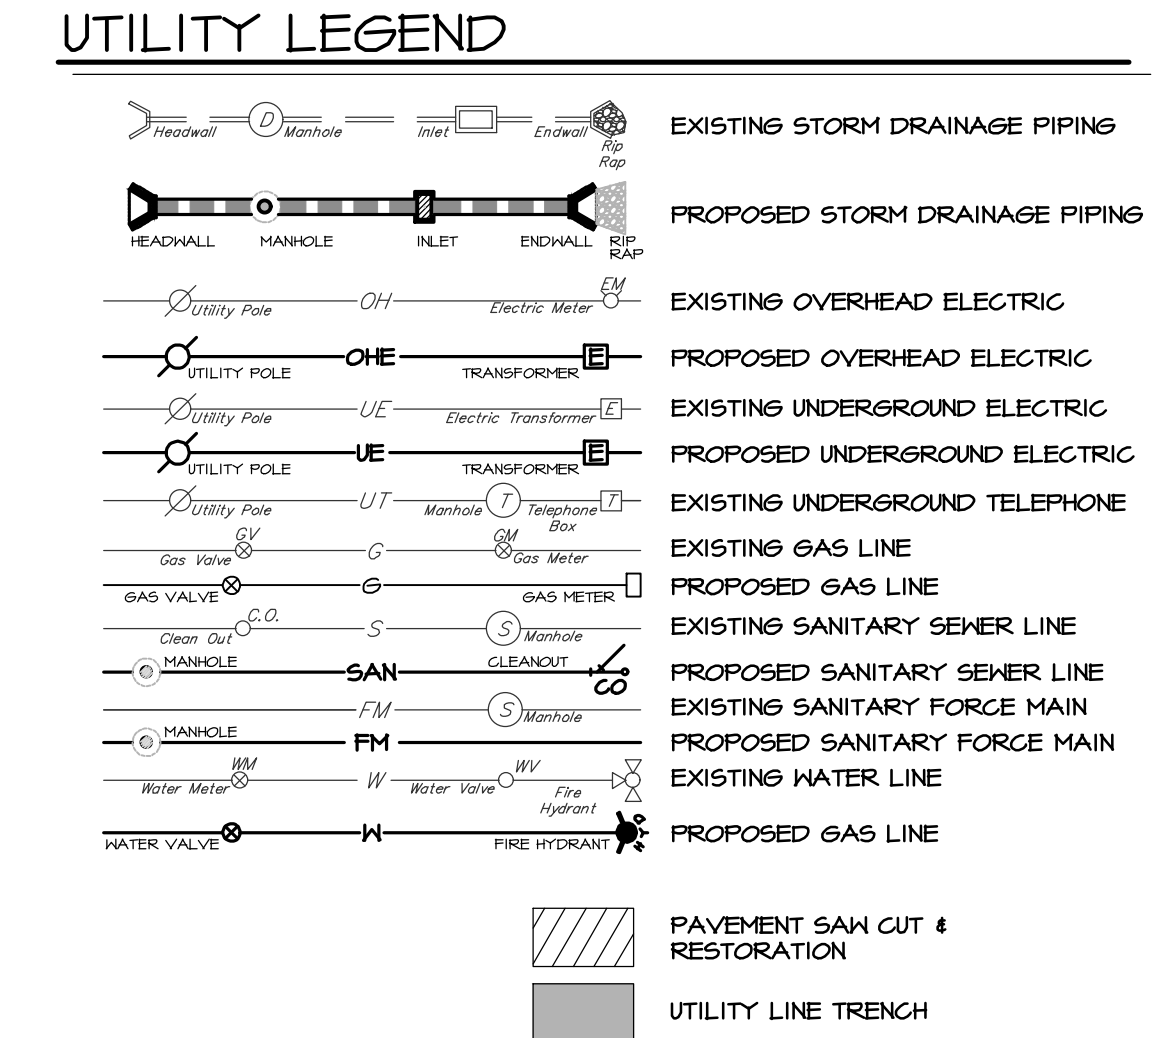 UTILITY LEGEND
Headwall D Manhole Inlet Endwall Rip Rap EXISTING STORM DRAINAGE PIPING
HEADWALL MANHOLE INLET ENDWALL RIP RAP PROPOSED STORM DRAINAGE PIPING
Utility Pole OH Electric Meter EM EXISTING OVERHEAD ELECTRIC
UTILITY POLE OHE TRANSFORMER E PROPOSED OVERHEAD ELECTRIC
Utility Pole UE Electric Transformer E EXISTING UNDERGROUND ELECTRIC
UTILITY POLE UE TRANSFORMER E PROPOSED UNDERGROUND ELECTRIC
Utility Pole UT Manhole T Telephone Box T EXISTING UNDERGROUND TELEPHONE
Gas Valve GV G GM Gas Meter EXISTING GAS LINE
GAS VALVE G GAS METER PROPOSED GAS LINE
Clean Out C.O. S S Manhole EXISTING SANITARY SEWER LINE
MANHOLE SAN CLEANOUT CO PROPOSED SANITARY SEWER LINE
FM S Manhole EXISTING SANITARY FORCE MAIN
MANHOLE FM PROPOSED SANITARY FORCE MAIN
Water Meter WM W Water Valve WV Fire Hydrant EXISTING WATER LINE
WATER VALVE W FIRE HYDRANT HYD PROPOSED GAS LINE
PAVEMENT SAW CUT &
RESTORATION
UTILITY LINE TRENCH